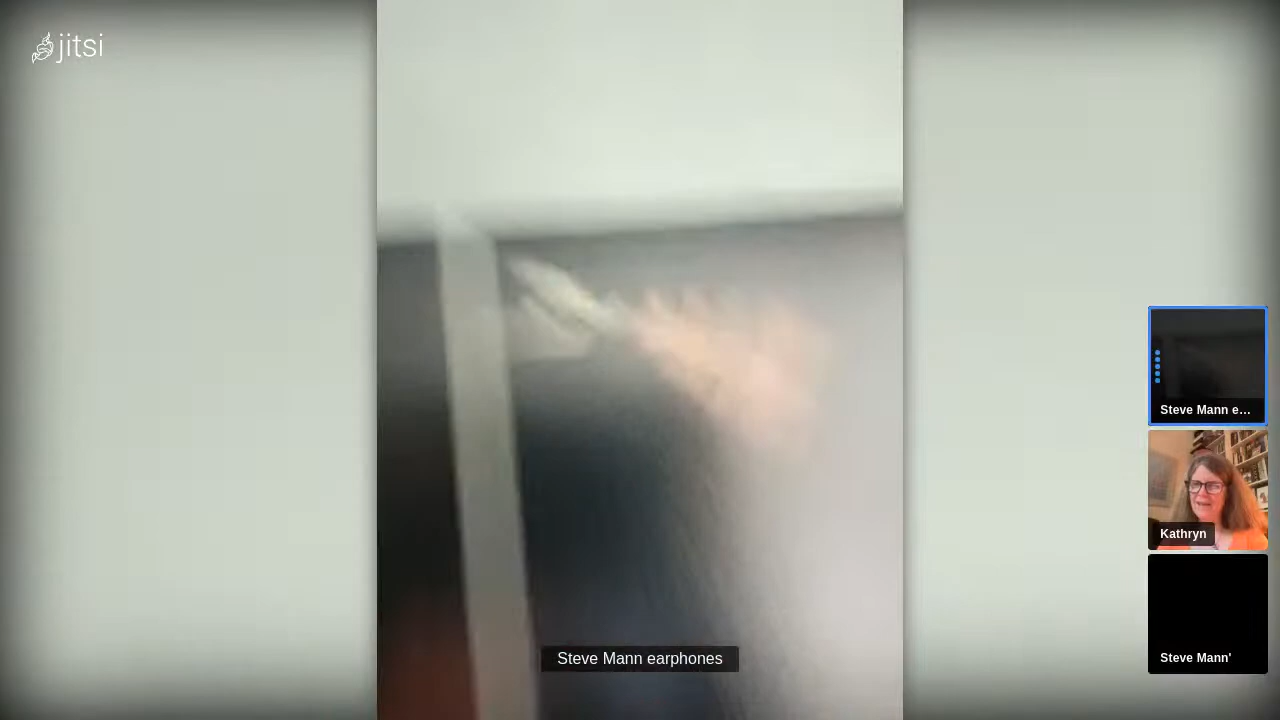 jitsi
Steve Mann e...
Kathryn
Steve Mann earphones
Steve Mann'